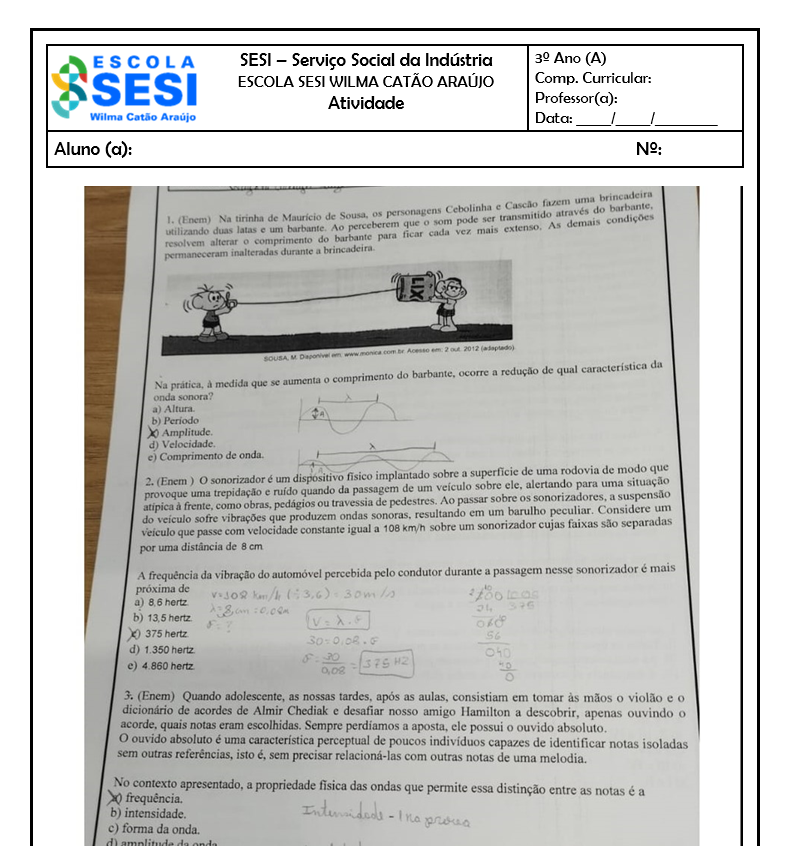 ESCOLA
SESI
Wilma Catão Araújo
SESI – Serviço Social da Indústria
ESCOLA SESI WILMA CATÃO ARAÚJO
Atividade
3º Ano (A)
Comp. Curricular:
Professor(a):
Data: _____/_____/_________
Aluno (a):
Nº:
1. (Enem) Na tirinha de Maurício de Sousa, os personagens Cebolinha e Cascão fazem uma brincadeira
utilizando duas latas e um barbante. Ao perceberem que o som pode ser transmitido através do barbante,
resolvem alterar o comprimento do barbante para ficar cada vez mais extenso. As demais condições
permaneceram inalteradas durante a brincadeira.
LIX
SOUSA, M. Disponível em: www.monica.com.br. Acesso em: 2 out. 2012 (adaptado)
Na prática, à medida que se aumenta o comprimento do barbante, ocorre a redução de qual característica da
onda sonora?
a) Altura.
b) Período
λ
A
c) Amplitude.
d) Velocidade.
e) Comprimento de onda.
λ
A
2. (Enem ) O sonorizador é um dispositivo físico implantado sobre a superfície de uma rodovia de modo que
provoque uma trepidação e ruído quando da passagem de um veículo sobre ele, alertando para uma situação
atípica à frente, como obras, pedágios ou travessia de pedestres. Ao passar sobre os sonorizadores, a suspensão
do veículo sofre vibrações que produzem ondas sonoras, resultando em um barulho peculiar. Considere um
veículo que passe com velocidade constante igual a 108 km/h sobre um sonorizador cujas faixas são separadas
por uma distância de 8 cm
A frequência da vibração do automóvel percebida pelo condutor durante a passagem nesse sonorizador é mais
próxima de
V=108 km/h (÷3,6) = 30 m/s
a) 8,6 hertz.
λ=8cm=0,08m
b) 13,5 hertz.
f=?
V = λ . f
c) 375 hertz
30=0,08.f
d) 1.350 hertz
f=30/0,08=375 HZ
e) 4.860 hertz.
375
24
56
040
40
0
3. (Enem) Quando adolescente, as nossas tardes, após as aulas, consistiam em tomar às mãos o violão e o
dicionário de acordes de Almir Chediak e desafiar nosso amigo Hamilton a descobrir, apenas ouvindo o
acorde, quais notas eram escolhidas. Sempre perdíamos a aposta, ele possui o ouvido absoluto.
O ouvido absoluto é uma característica perceptual de poucos indivíduos capazes de identificar notas isoladas
sem outras referências, isto é, sem precisar relacioná-las com outras notas de uma melodia.
No contexto apresentado, a propriedade física das ondas que permite essa distinção entre as notas é a
a) frequência.
b) intensidade.
Intensidade - 1 na prova
c) forma da onda.
d) amplitude da onda